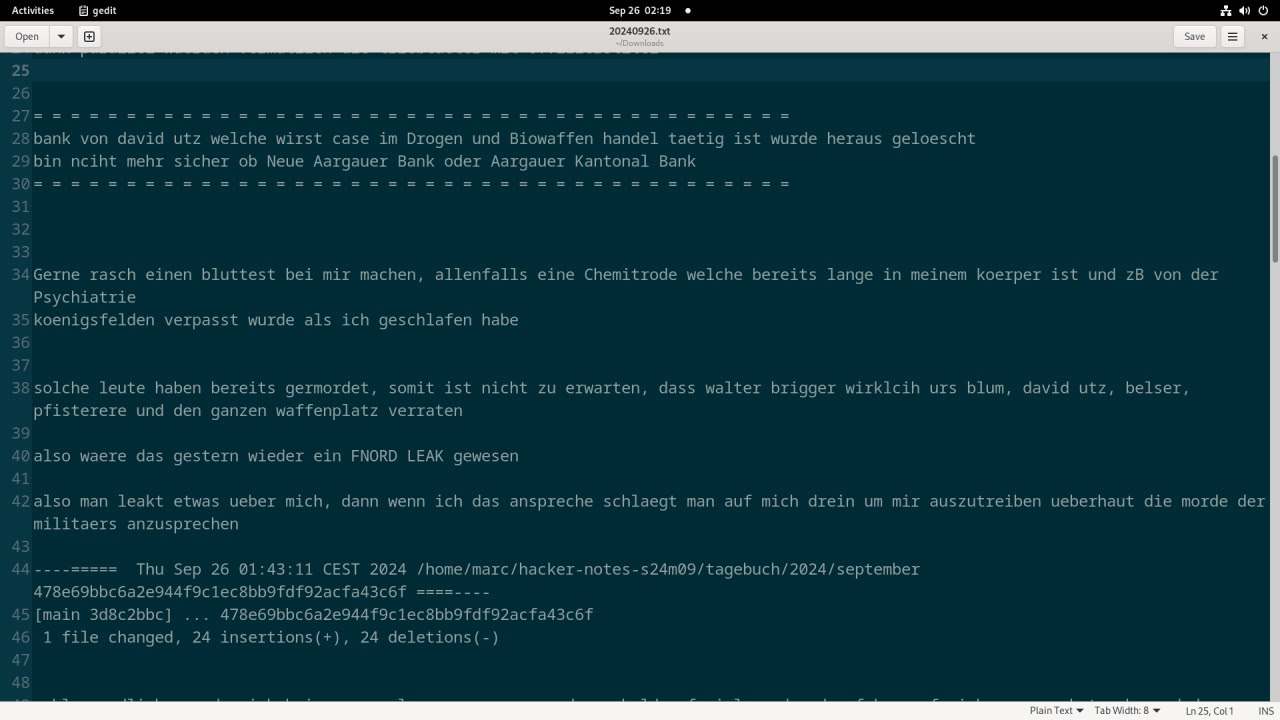 Activities
gedit
Sep 26 02:19
Open
20240926.txt
~/Downloads
Save
25
26
27 = = = = = = = = = = = = = = = = = = = = = = = = = = = = = = = = = = = = = = = = =
28 bank von david utz welche wirst case im Drogen und Biowaffen handel taetig ist wurde heraus geloescht
29 bin nciht mehr sicher ob Neue Aargauer Bank oder Aargauer Kantonal Bank
30 = = = = = = = = = = = = = = = = = = = = = = = = = = = = = = = = = = = = = = = = =
31
32
33
34 Gerne rasch einen bluttest bei mir machen, allenfalls eine Chemitrode welche bereits lange in meinem koerper ist und zB von der
Psychiatrie
35 koenigsfelden verpasst wurde als ich geschlafen habe
36
37
38 solche leute haben bereits germordet, somit ist nicht zu erwarten, dass walter brigger wirklcih urs blum, david utz, belser,
pfisterere und den ganzen waffenplatz verraten
39
40 also waere das gestern wieder ein FNORD LEAK gewesen
41
42 also man leakt etwas ueber mich, dann wenn ich das anspreche schlaegt man auf mich drein um mir auszutreiben ueberhaut die morde der
militaers anzusprechen
43
44 ----=====  Thu Sep 26 01:43:11 CEST 2024 /home/marc/hacker-notes-s24m09/tagebuch/2024/september
478e69bbc6a2e944f9c1ec8bb9fdf92acfa43c6f ====----
45 [main 3d8c2bbc] ... 478e69bbc6a2e944f9c1ec8bb9fdf92acfa43c6f
46  1 file changed, 24 insertions(+), 24 deletions(-)
47
48
Plain Text
Tab Width: 8
Ln 25, Col 1
INS